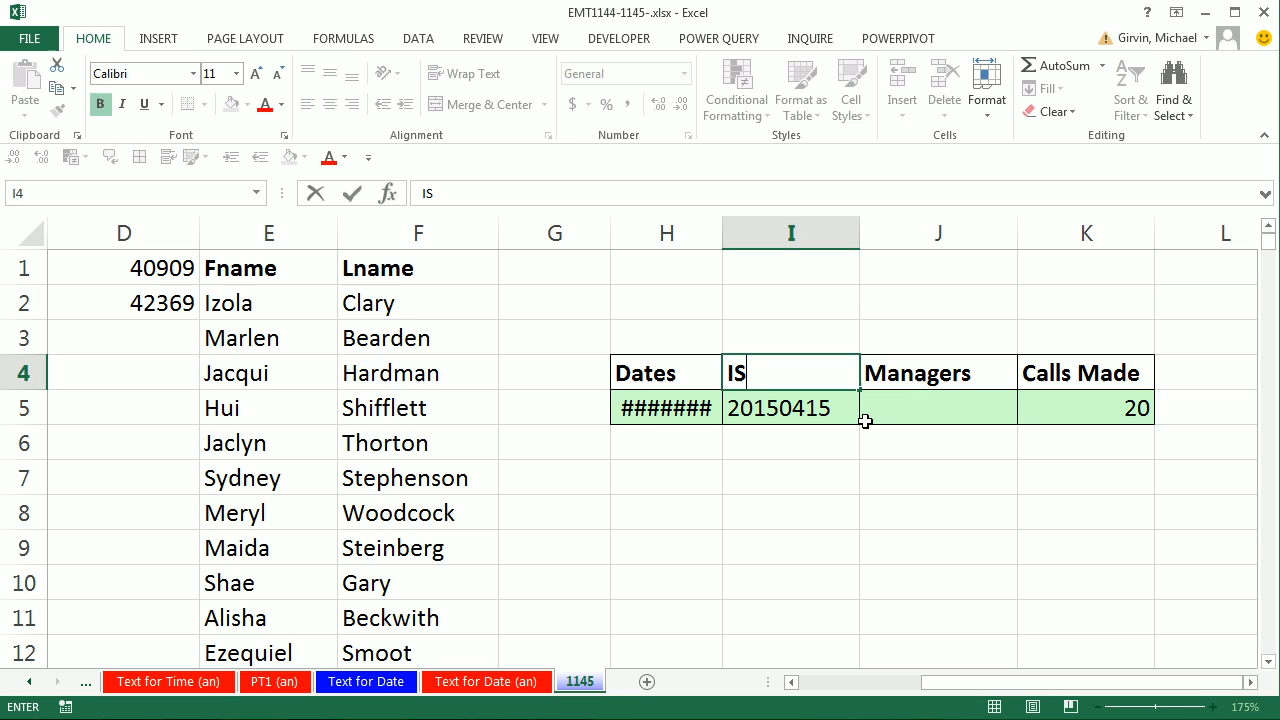 EMT1144-1145-.xlsx - Excel
?
FILE HOME INSERT PAGE LAYOUT FORMULAS DATA REVIEW VIEW DEVELOPER POWER QUERY INQUIRE POWERPIVOT Girvin, Michael
Calibri 11 Wrap Text General AutoSum
Paste Conditional Formatting Format as Table Cell Styles Insert Delete Format Fill Sort & Filter Find & Select
B I U Merge & Center $ % , Clear
Clipboard Font Alignment Number Styles Cells Editing
I4 fx IS
D E F G H I J K L
1 40909 Fname Lname
2 42369 Izola Clary
3 Marlen Bearden
4 Jacqui Hardman Dates IS Managers Calls Made
5 Hui Shifflett ####### 20150415 20
6 Jaclyn Thorton
7 Sydney Stephenson
8 Meryl Woodcock
9 Maida Steinberg
10 Shae Gary
11 Alisha Beckwith
12 Ezequiel Smoot
... Text for Time (an) PT1 (an) Text for Date Text for Date (an) 1145
ENTER 175%